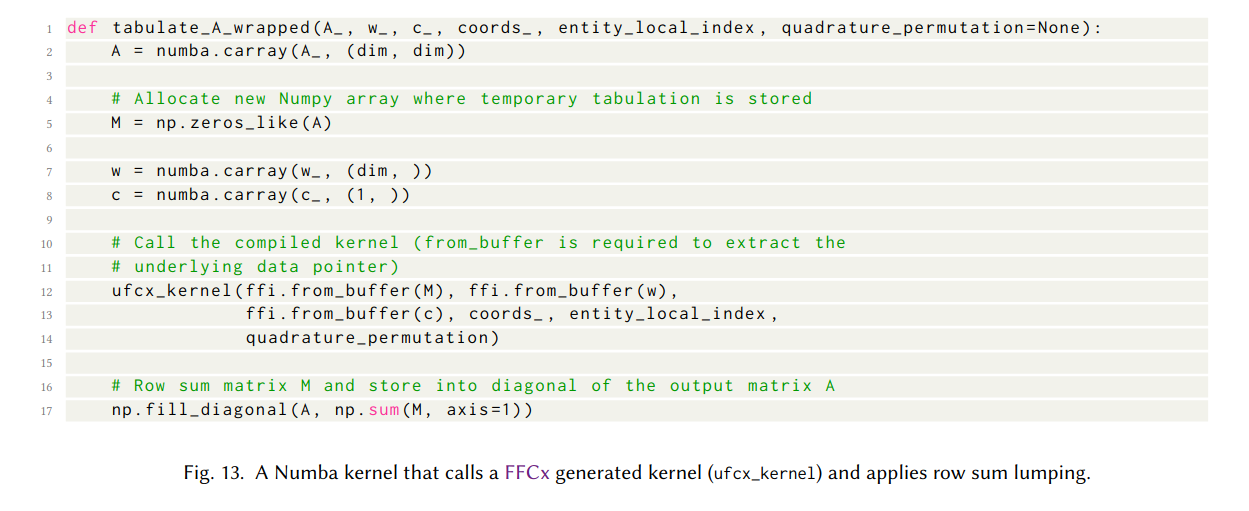 1 def tabulate_A_wrapped(A_, w_, c_, coords_, entity_local_index, quadrature_permutation=None):
2     A = numba.carray(A_, (dim, dim))
3
4     # Allocate new Numpy array where temporary tabulation is stored
5     M = np.zeros_like(A)
6
7     w = numba.carray(w_, (dim, ))
8     c = numba.carray(c_, (1, ))
9
10     # Call the compiled kernel (from_buffer is required to extract the
11     # underlying data pointer)
12     ufcx_kernel(ffi.from_buffer(M), ffi.from_buffer(w),
13                 ffi.from_buffer(c), coords_, entity_local_index,
14                 quadrature_permutation)
15
16     # Row sum matrix M and store into diagonal of the output matrix A
17     np.fill_diagonal(A, np.sum(M, axis=1))
Fig. 13. A Numba kernel that calls a FFCx generated kernel (ufcx_kernel) and applies row sum lumping.